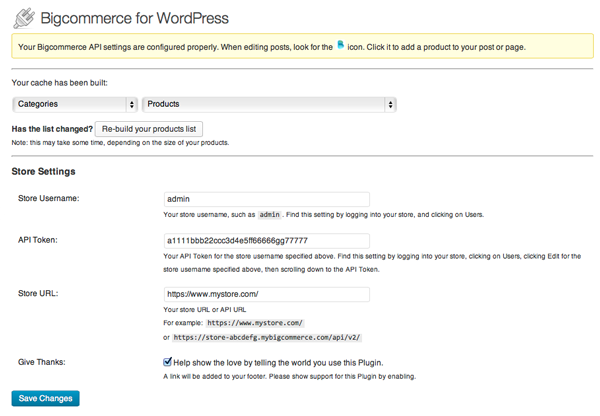 Bigcommerce for WordPress
Your Bigcommerce API settings are configured properly. When editing posts, look for the icon. Click it to add a product to your post or page.
Your cache has been built:
Categories Products
Has the list changed? Re-build your products list
Note: this may take some time, depending on the size of your products.
Store Settings
Store Username: admin
Your store username, such as admin. Find this setting by logging into your store, and clicking on Users.
API Token: a1111bbb22ccc3d4e5ff66666gg77777
Your API Token for the store username specified above. Find this setting by logging into your store, clicking on Users, clicking Edit for the
store username specified above, then scrolling down to the API Token.
Store URL: https://www.mystore.com/
Your store URL or API URL
For example: https://www.mystore.com/
or https://store-abcdefg.mybigcommerce.com/api/v2/
Give Thanks: Help show the love by telling the world you use this Plugin.
A link will be added to your footer. Please show support for this Plugin by enabling.
Save Changes